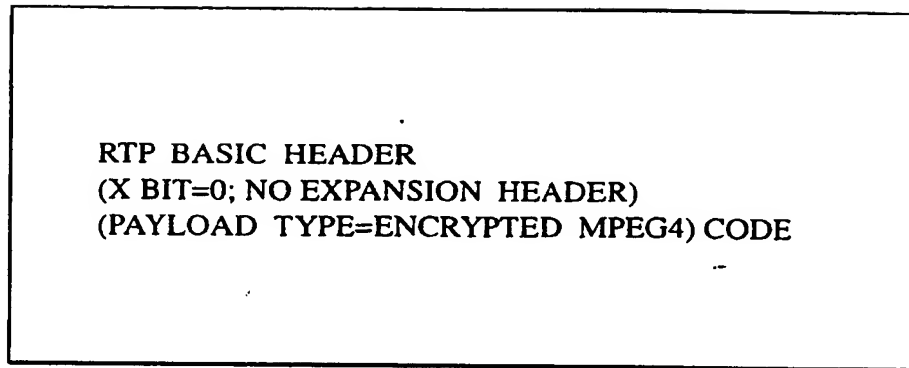 RTP BASIC HEADER
(X BIT=0; NO EXPANSION HEADER)
(PAYLOAD TYPE=ENCRYPTED MPEG4) CODE